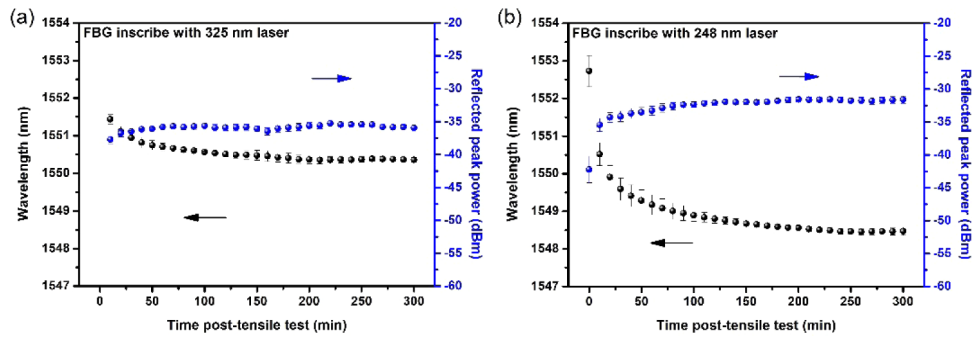 (a)
FBG inscribe with 325 nm laser
1554
1553
1552
1551
1550
1549
1548
1547
Wavelength (nm)
-20
-25
-30
-35
-40
-45
-50
-55
-60
Reflected peak power (dBm)
0 50 100 150 200 250 300
Time post-tensile test (min)
(b)
FBG inscribe with 248 nm laser
1554
1553
1552
1551
1550
1549
1548
1547
Wavelength (nm)
-20
-25
-30
-35
-40
-45
-50
-55
-60
Reflected peak power (dBm)
0 50 100 150 200 250 300
Time post-tensile test (min)